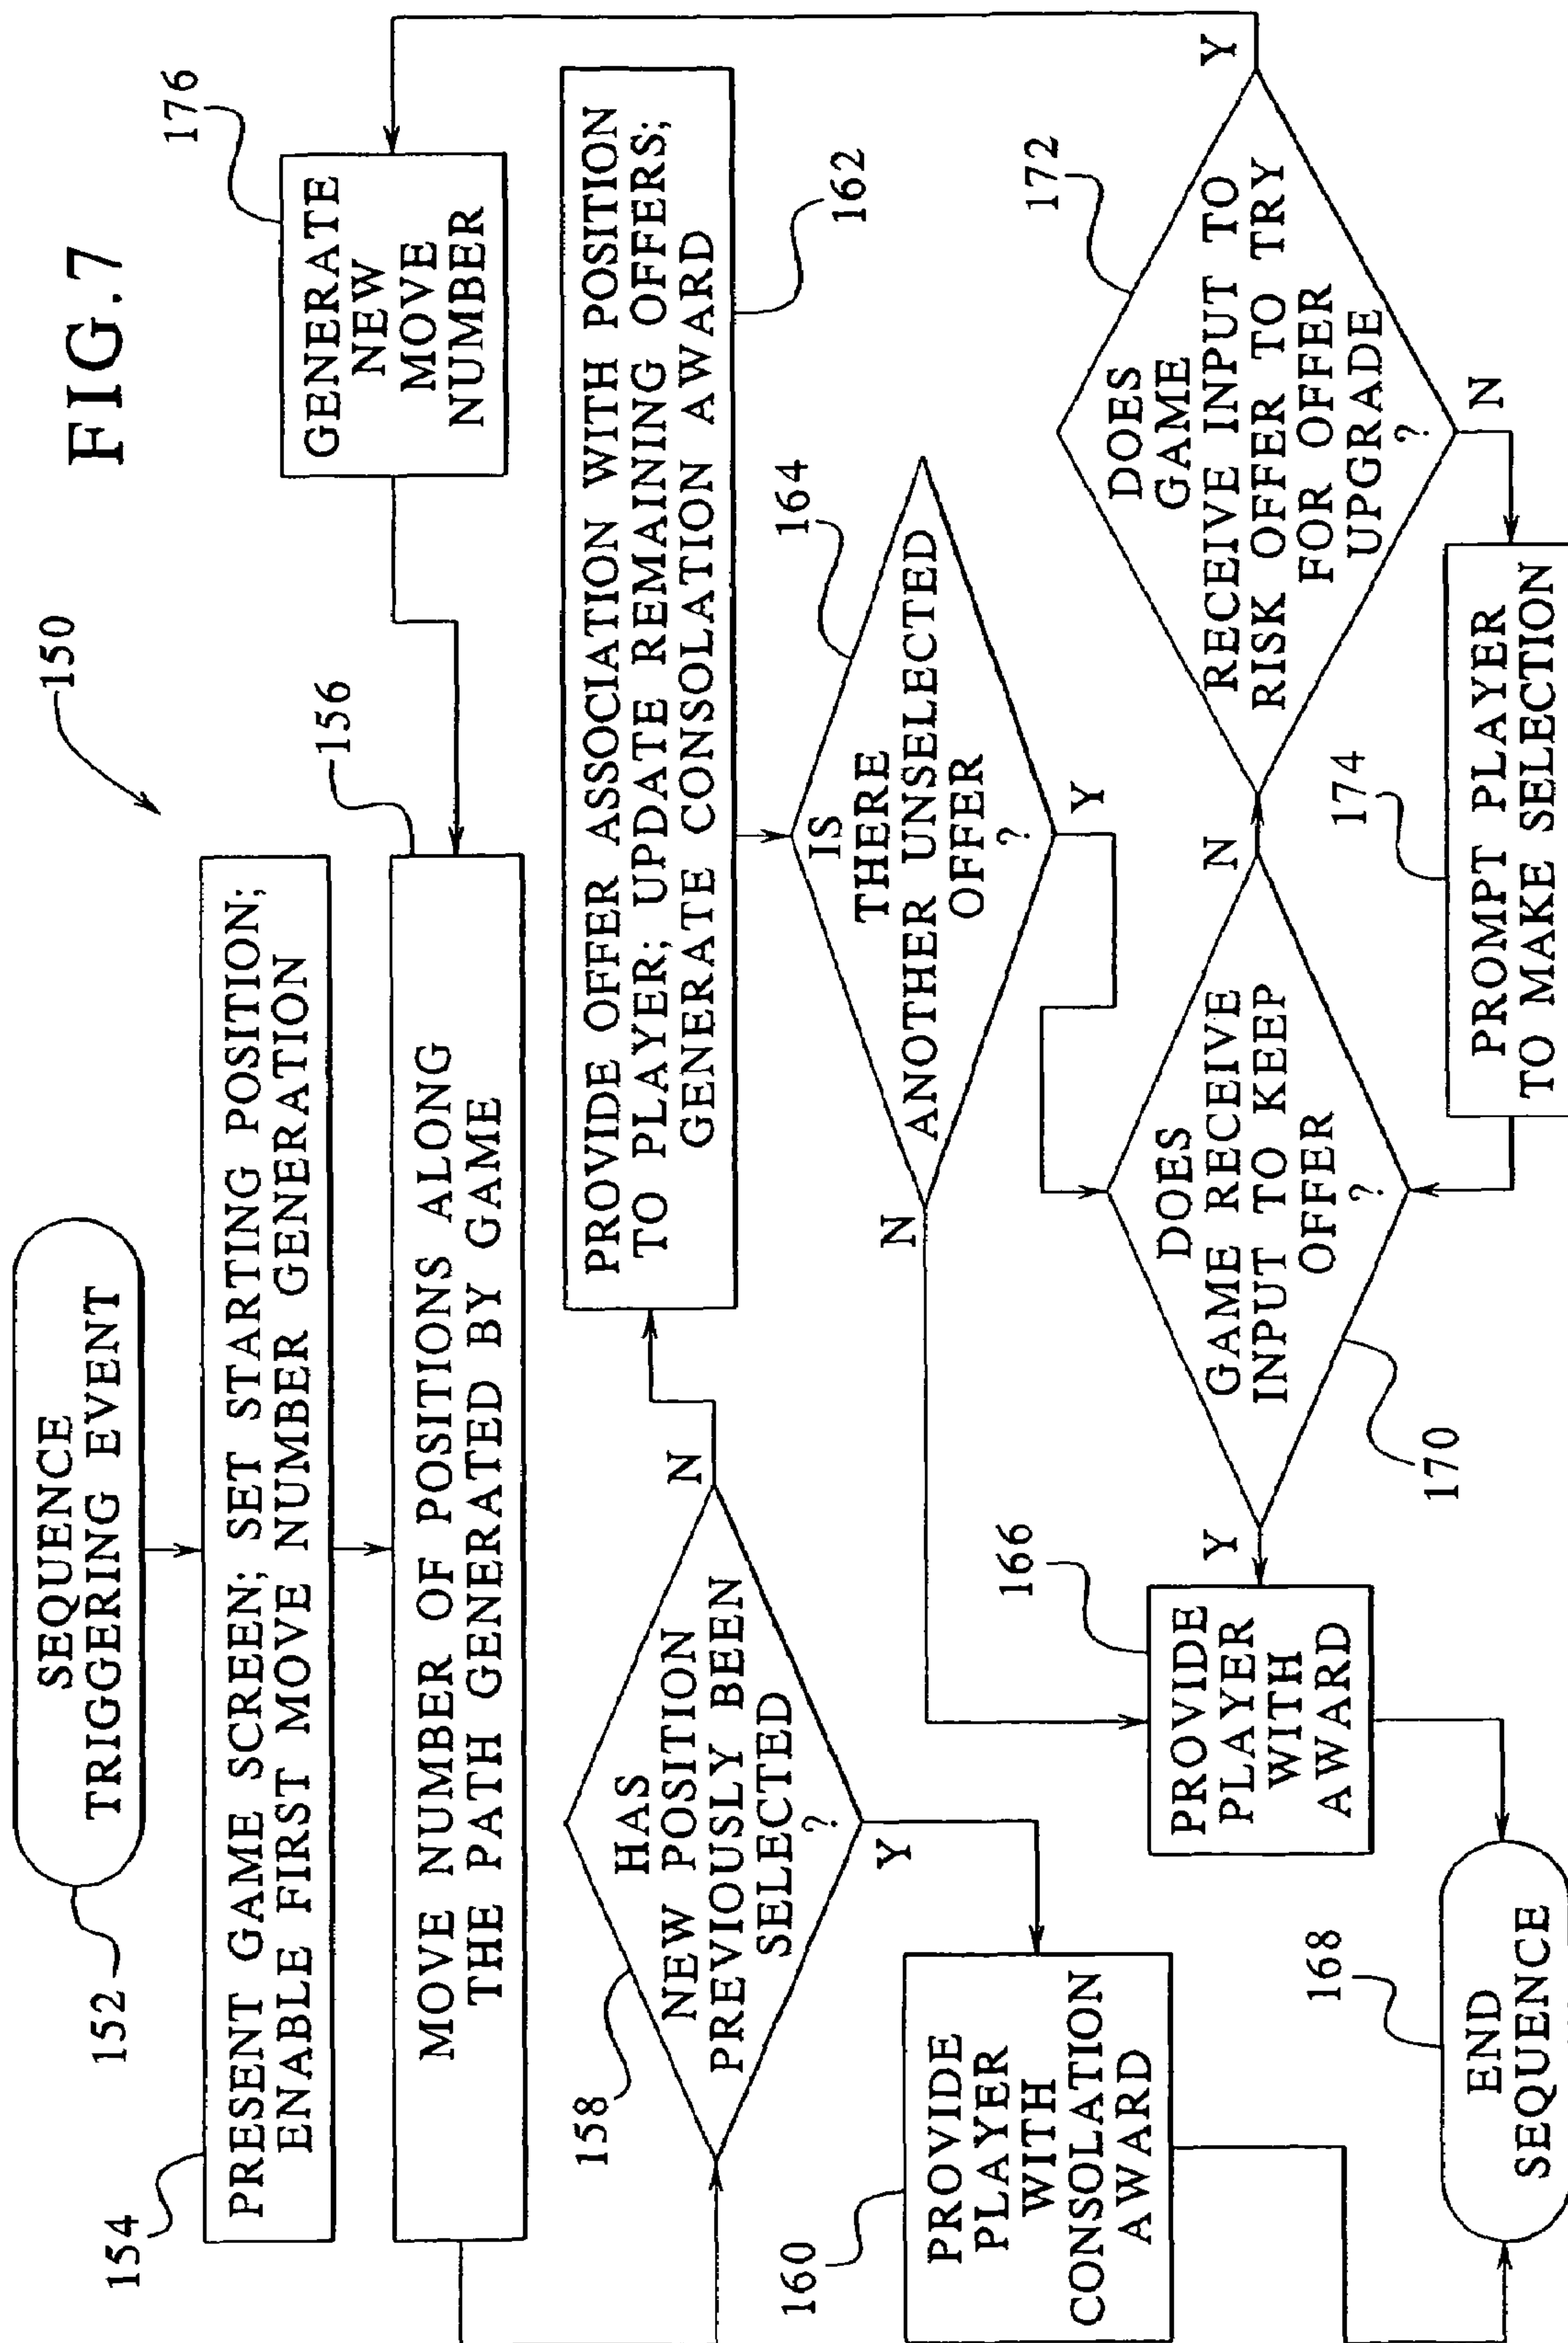 FIG.7
150
152
SEQUENCE
TRIGGERING EVENT
154
PRESENT GAME SCREEN; SET STARTING POSITION;
ENABLE FIRST MOVE NUMBER GENERATION
156
MOVE NUMBER OF POSITIONS ALONG
THE PATH GENERATED BY GAME
176
GENERATE
NEW
MOVE
NUMBER
158
HAS
NEW POSITION
PREVIOUSLY BEEN
SELECTED
?
N
Y
160
PROVIDE
PLAYER
WITH
CONSOLATION
AWARD
PROVIDE OFFER ASSOCIATION WITH POSITION
TO PLAYER; UPDATE REMAINING OFFERS;
GENERATE CONSOLATION AWARD
162
164
IS
THERE
ANOTHER UNSELECTED
OFFER
?
N
Y
166
PROVIDE
PLAYER
WITH
AWARD
Y
DOES
GAME RECEIVE
INPUT TO KEEP
OFFER
?
170
N
172
DOES
GAME
RECEIVE INPUT TO
RISK OFFER TO TRY
FOR OFFER
UPGRADE
?
Y
N
174
PROMPT PLAYER
TO MAKE SELECTION
168
END
SEQUENCE